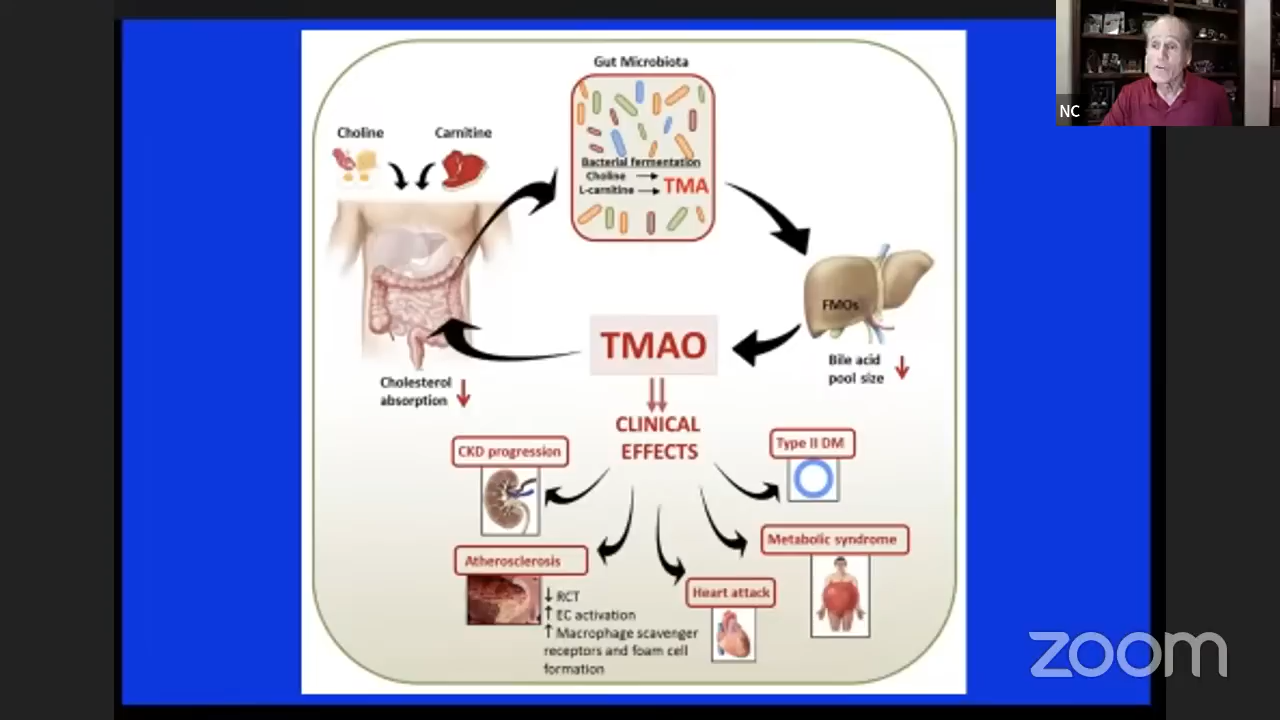 Gut Microbiota
Choline
Carnitine
Bacterial fermentation
Choline
L-carnitine
TMA
FMOs
TMAO
Bile acid
pool size
Cholesterol
absorption
CLINICAL
EFFECTS
CKD progression
Type II DM
Atherosclerosis
↓ RCT
↑ EC activation
↑ Macrophage scavenger
receptors and foam cell
formation
Heart attack
Metabolic syndrome
NC
zoom